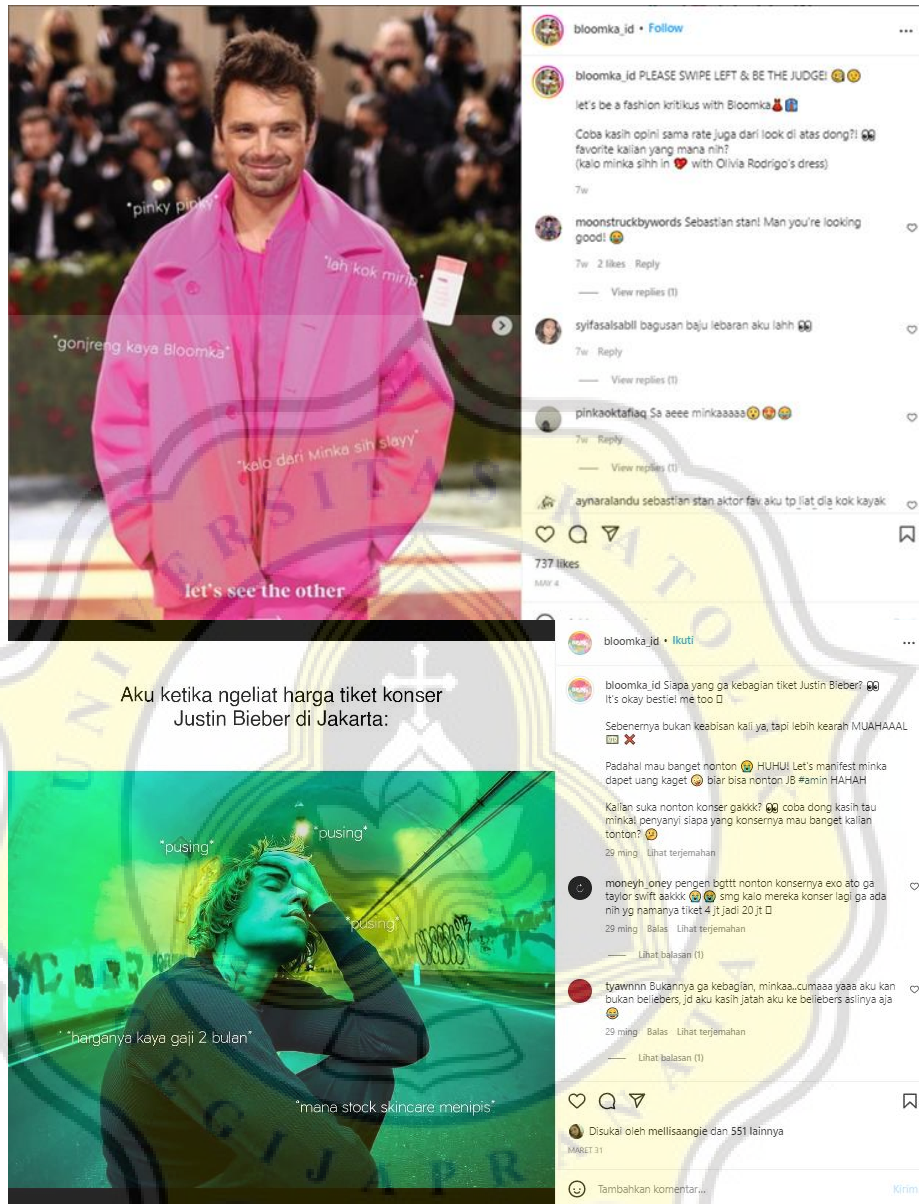 *pinky pinky*
"lah kok mirip"
"gonjreng kaya Bloomka"
"kalo dari Minka sih slayy"
let's see the other
bloomka_id • Follow
bloomka_id PLEASE SWIPE LEFT & BE THE JUDGE! 
let's be a fashion kritikus with Bloomka
Coba kasih opini sama rate juga dari look di atas dong?! 👀
favorite kalian yang mana nih?
(kalo minka sihh in 💖 with Olivia Rodrigo's dress)
7w
moonstruckbywords Sebastian stan! Man you're looking
good!
7w 2 likes Reply
View replies (1)
syifasalsabll bagusan baju lebaran aku lahh 👀
7w Reply
View replies (1)
pinkaoktafiaq Sa aeee minkaaaaa
7w Reply
View replies (1)
aynaralandu sebastian stan aktor fav aku tp liat dia kok kayak
737 likes
MAY 4
Aku ketika ngeliat harga tiket konser
Justin Bieber di Jakarta:
*pusing*
*pusing*
*pusing*
"harganya kaya gaji 2 bulan"
"mana stock skincare menipis"
bloomka_id • Ikuti
bloomka_id Siapa yang ga kebagian tiket Justin Bieber? 👀
It's okay bestie! me too
Sebenernya bukan keabisan kali ya, tapi lebih kearah MUAHAAAL
❌
Padahal mau banget nonton 😭 HUHU! Let's manifest minka
dapet uang kaget biar bisa nonton JB #amin HAHAH
Kalian suka nonton konser gakkk? 👀 coba dong kasih tau
minka! penyanyi siapa yang konsernya mau banget kalian
tonton?
29 ming Lihat terjemahan
moneyh_oney pengen bgttt nonton konsernya exo ato ga
taylor swift aakkk 😭😭 smg kalo mereka konser lagi ga ada
nih yg namanya tiket 4 jt jadi 20 jt
29 ming Balas Lihat terjemahan
Lihat balasan (1)
tyawnnn Bukannya ga kebagian, minkaa..cumaaa yaaa aku kan
bukan beliebers, jd aku kasih jatah aku ke beliebers aslinya aja
😂
29 ming Balas Lihat terjemahan
Lihat balasan (1)
Disukai oleh mellisaangie dan 551 lainnya
MARET 31
Tambahkan komentar...
Kirim
UNIVERSITAS KATOLIK
SOEGIJAPRANATA